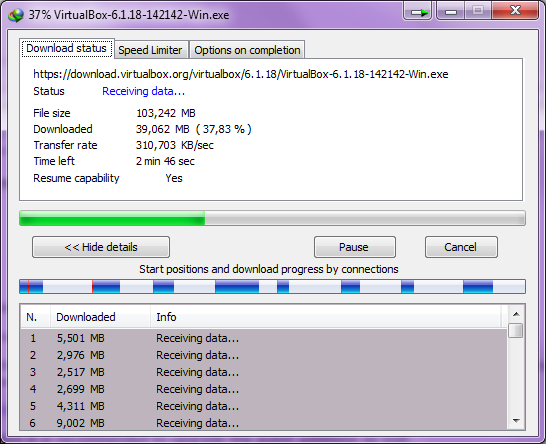 37% VirtualBox-6.1.18-142142-Win.exe
Download status Speed Limiter Options on completion
https://download.virtualbox.org/virtualbox/6.1.18/VirtualBox-6.1.18-142142-Win.exe
Status Receiving data...
File size 103,242 MB
Downloaded 39,062 MB ( 37,83 % )
Transfer rate 310,703 KB/sec
Time left 2 min 46 sec
Resume capability Yes
<< Hide details Pause Cancel
Start positions and download progress by connections
N. Downloaded Info
1 5,501 MB Receiving data...
2 2,976 MB Receiving data...
3 2,517 MB Receiving data...
4 2,699 MB Receiving data...
5 4,311 MB Receiving data...
6 9,002 MB Receiving data...